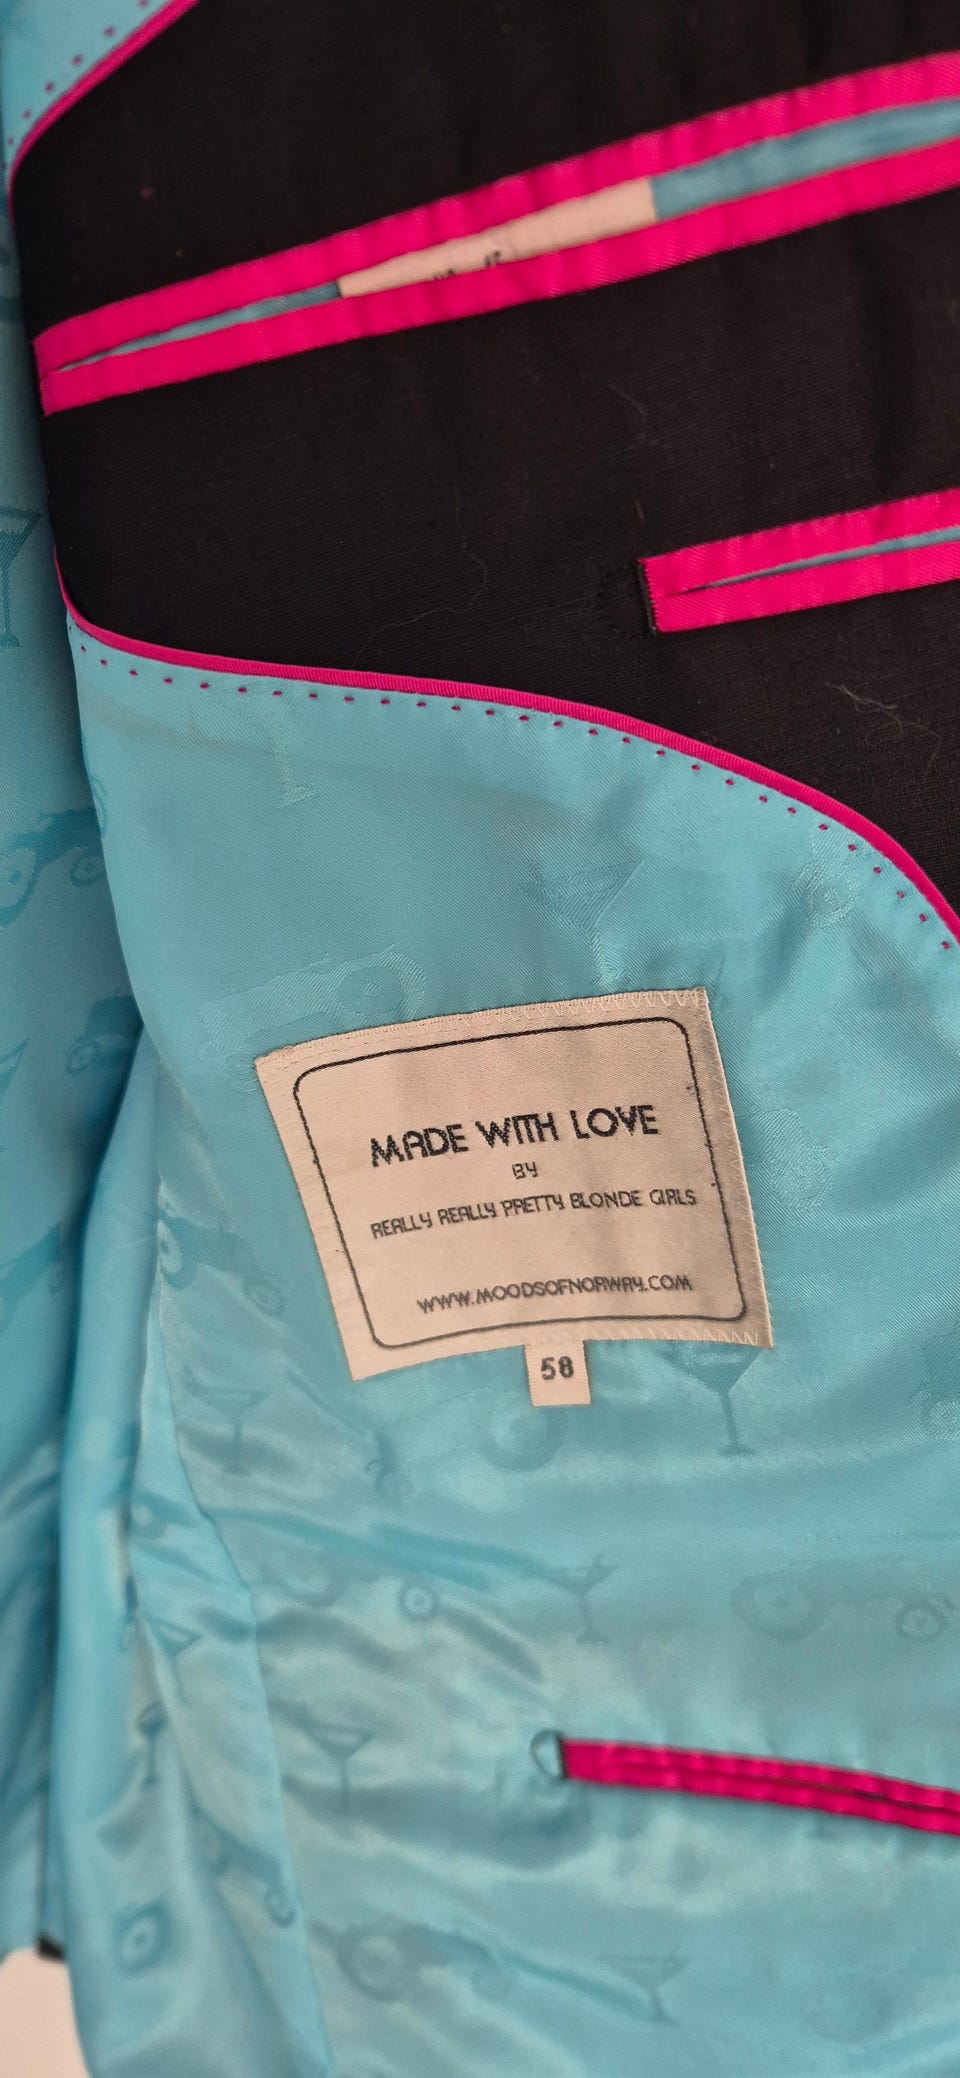 MADE WITH LOVE
BY
REALLY REALLY PRETTY BLONDE GIRLS
WWW.MOODSOFNORWAY.COM
58